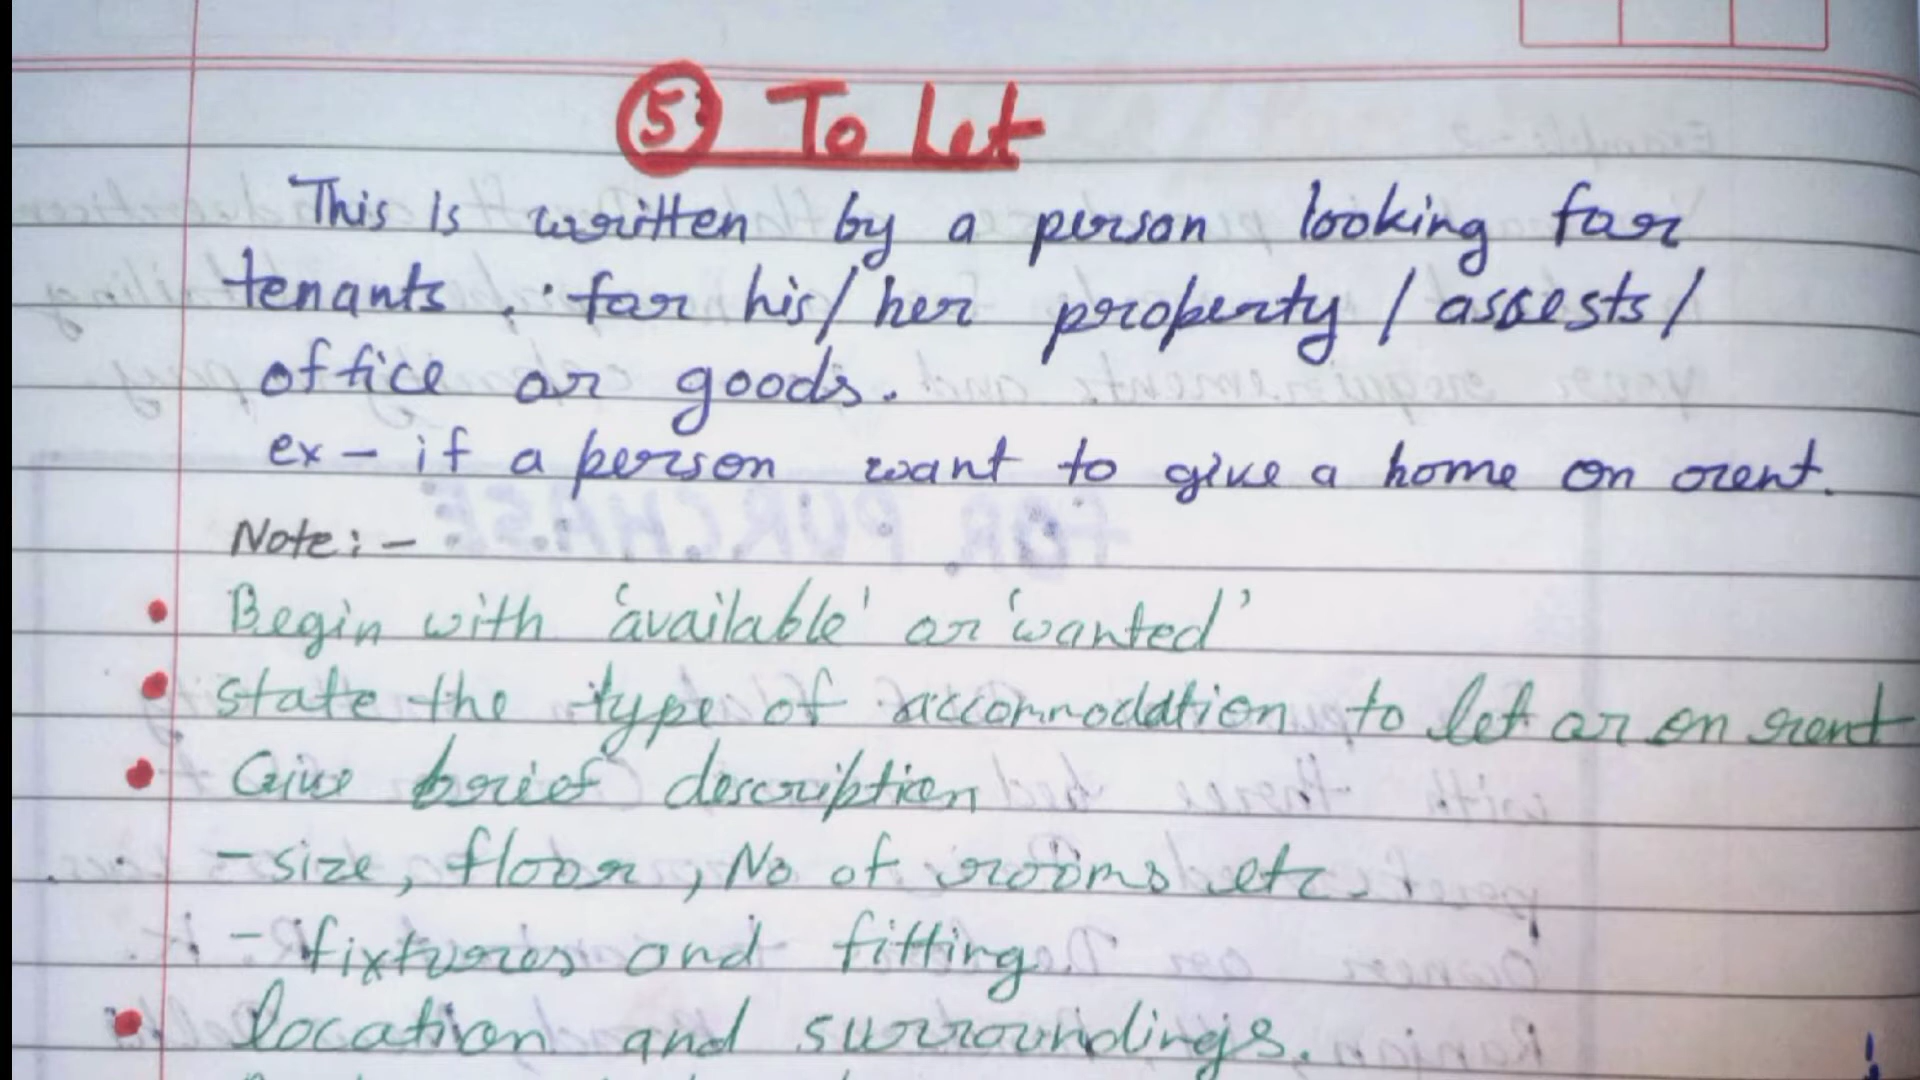 ⑤ To Let
This is written by a person looking for
tenants . for his/her property / assests /
office or goods.
ex - if a person want to give a home on rent.
Note : -
• Begin with 'available' or 'wanted'
• state the type of accomodation to let or on rent
• Give brief description
- size, floor, No of rooms etc.
- fixtures and fitting
• location and surroundings.